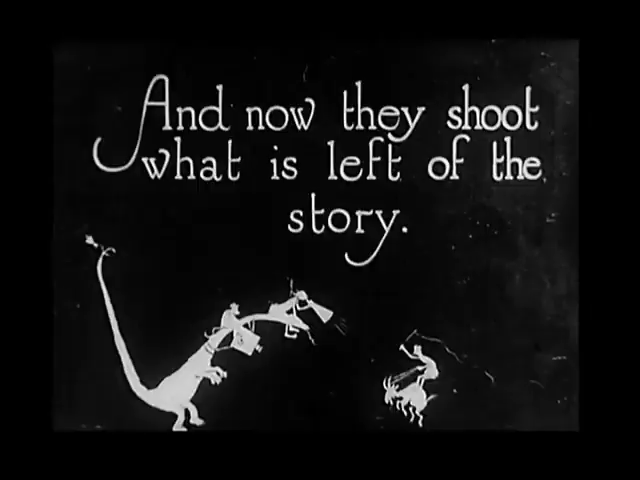 And now they shoot
what is left of the
story.